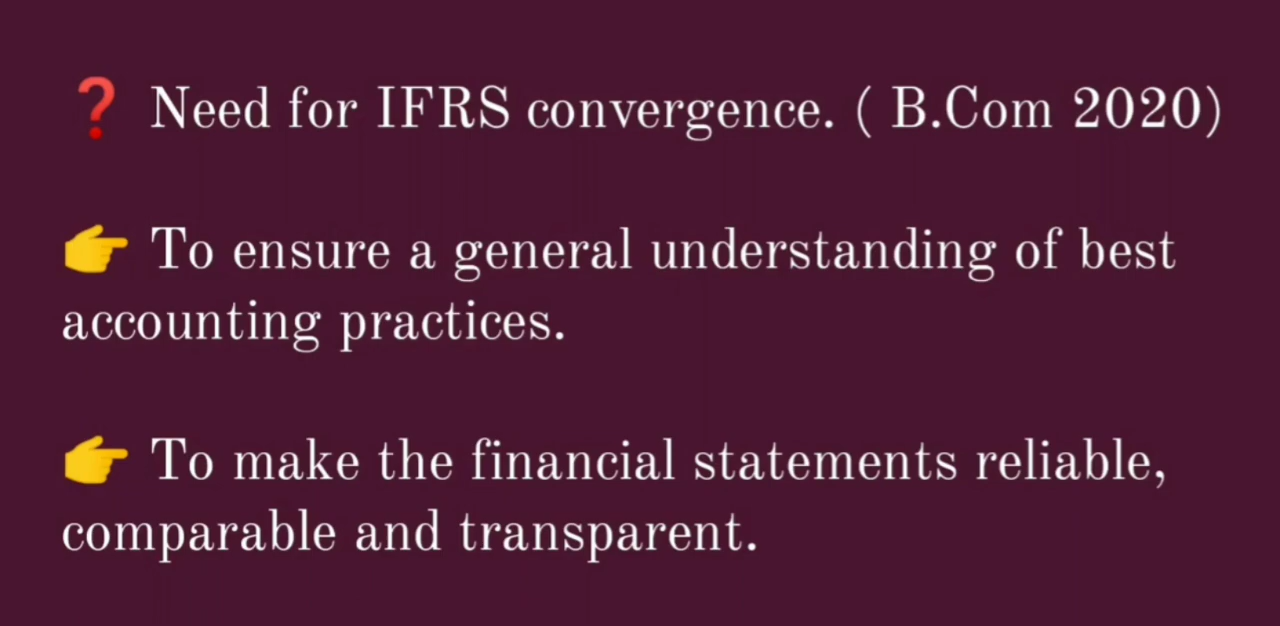 ❓ Need for IFRS convergence. ( B.Com 2020)
👉 To ensure a general understanding of best
accounting practices.
👉 To make the financial statements reliable,
comparable and transparent.